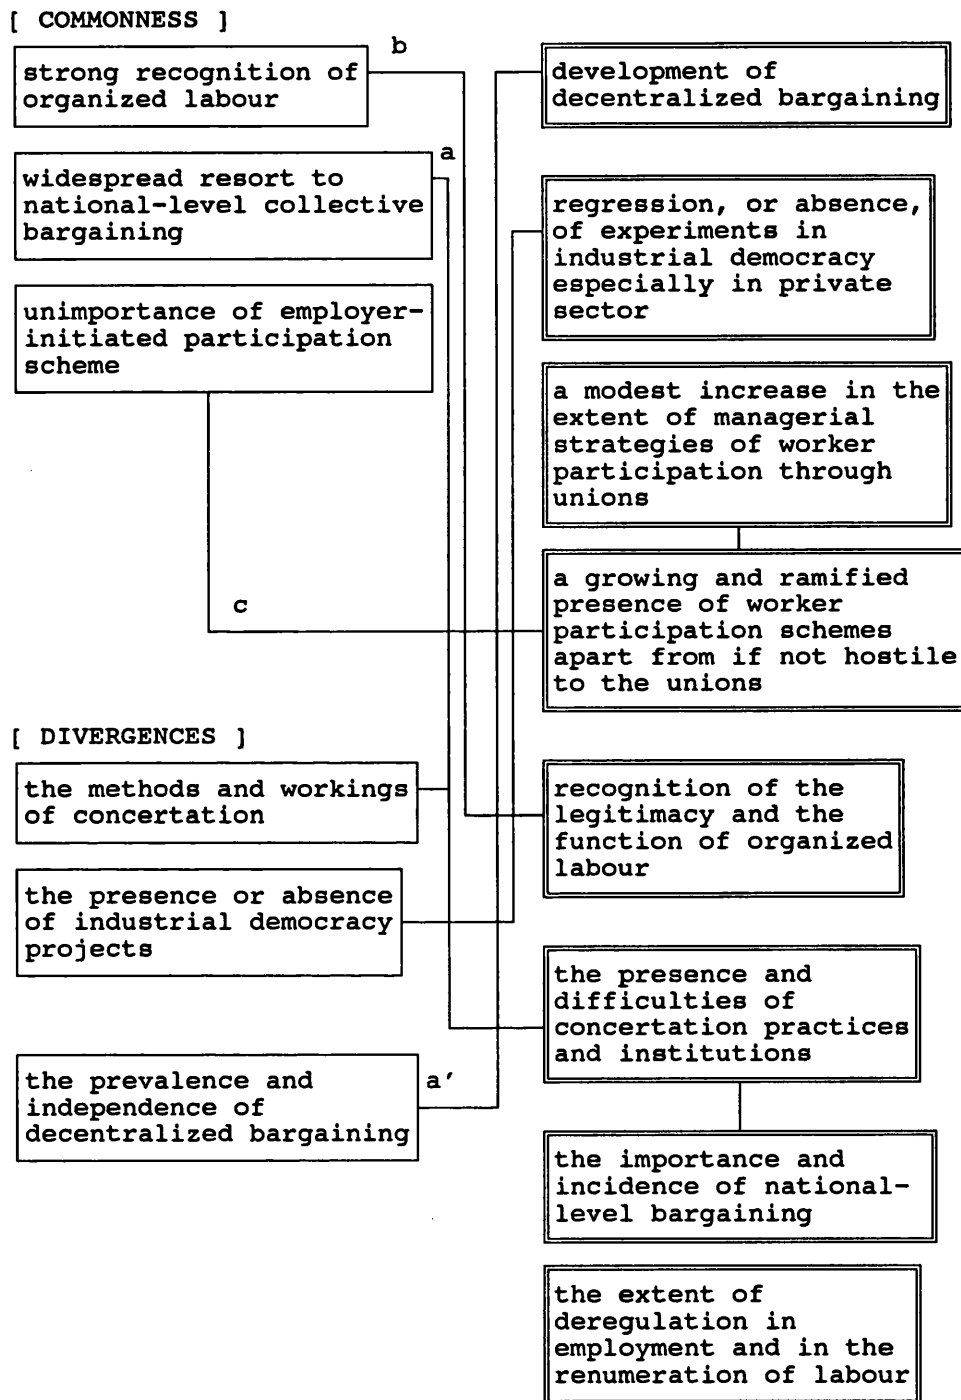 [ COMMONNESS ]
b
strong recognition of
organized labour
development of
decentralized bargaining
a
widespread resort to
national-level collective
bargaining
regression, or absence,
of experiments in
industrial democracy
especially in private
sector
unimportance of employer-
initiated participation
scheme
a modest increase in the
extent of managerial
strategies of worker
participation through
unions
c
a growing and ramified
presence of worker
participation schemes
apart from if not hostile
to the unions
[ DIVERGENCES ]
the methods and workings
of concertation
recognition of the
legitimacy and the
function of organized
labour
the presence or absence
of industrial democracy
projects
the presence and
difficulties of
concertation practices
and institutions
the prevalence and
independence of
decentralized bargaining
a'
the importance and
incidence of national-
level bargaining
the extent of
deregulation in
employment and in the
renumeration of labour